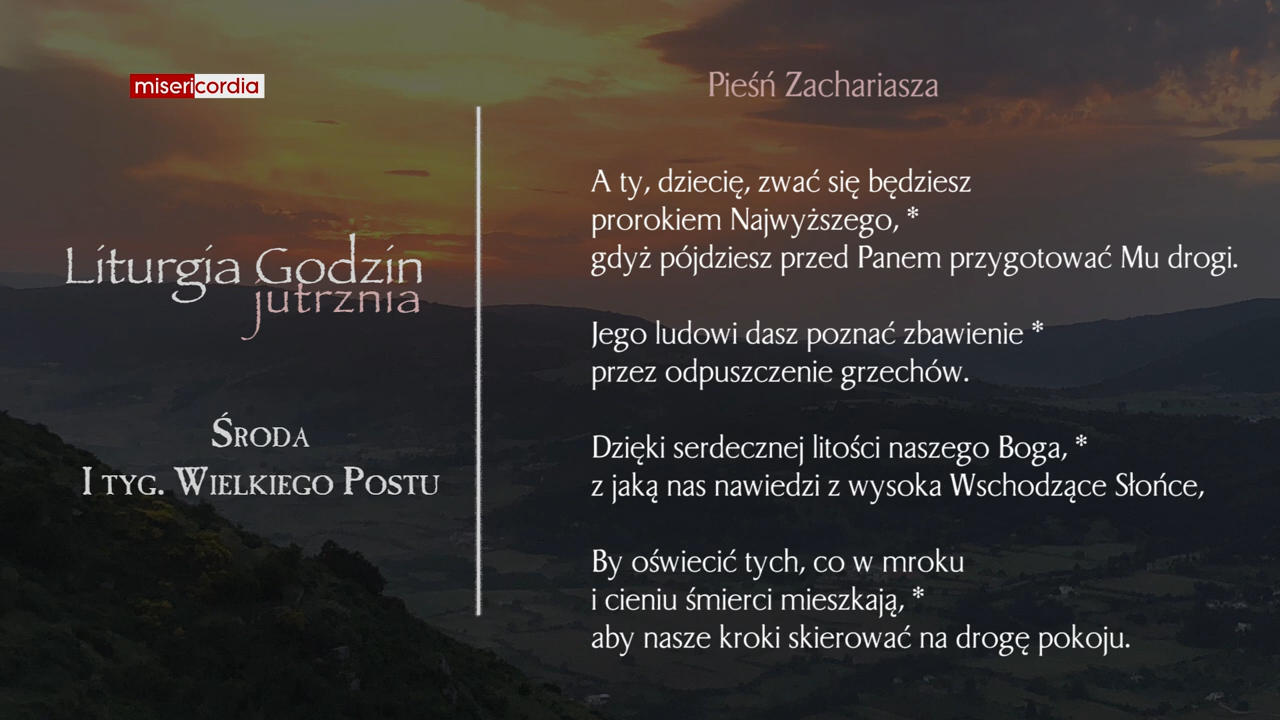 misericordia
Liturgia Godzin
jutrznia
Środa
I tyg. Wielkiego Postu
Pieśń Zachariasza
A ty, dziecię, zwać się będziesz
prorokiem Najwyższego, *
gdyż pójdziesz przed Panem przygotować Mu drogi.
Jego ludowi dasz poznać zbawienie *
przez odpuszczenie grzechów.
Dzięki serdecznej litości naszego Boga, *
z jaką nas nawiedzi z wysoka Wschodzące Słońce,
By oświecić tych, co w mroku
i cieniu śmierci mieszkają, *
aby nasze kroki skierować na drogę pokoju.